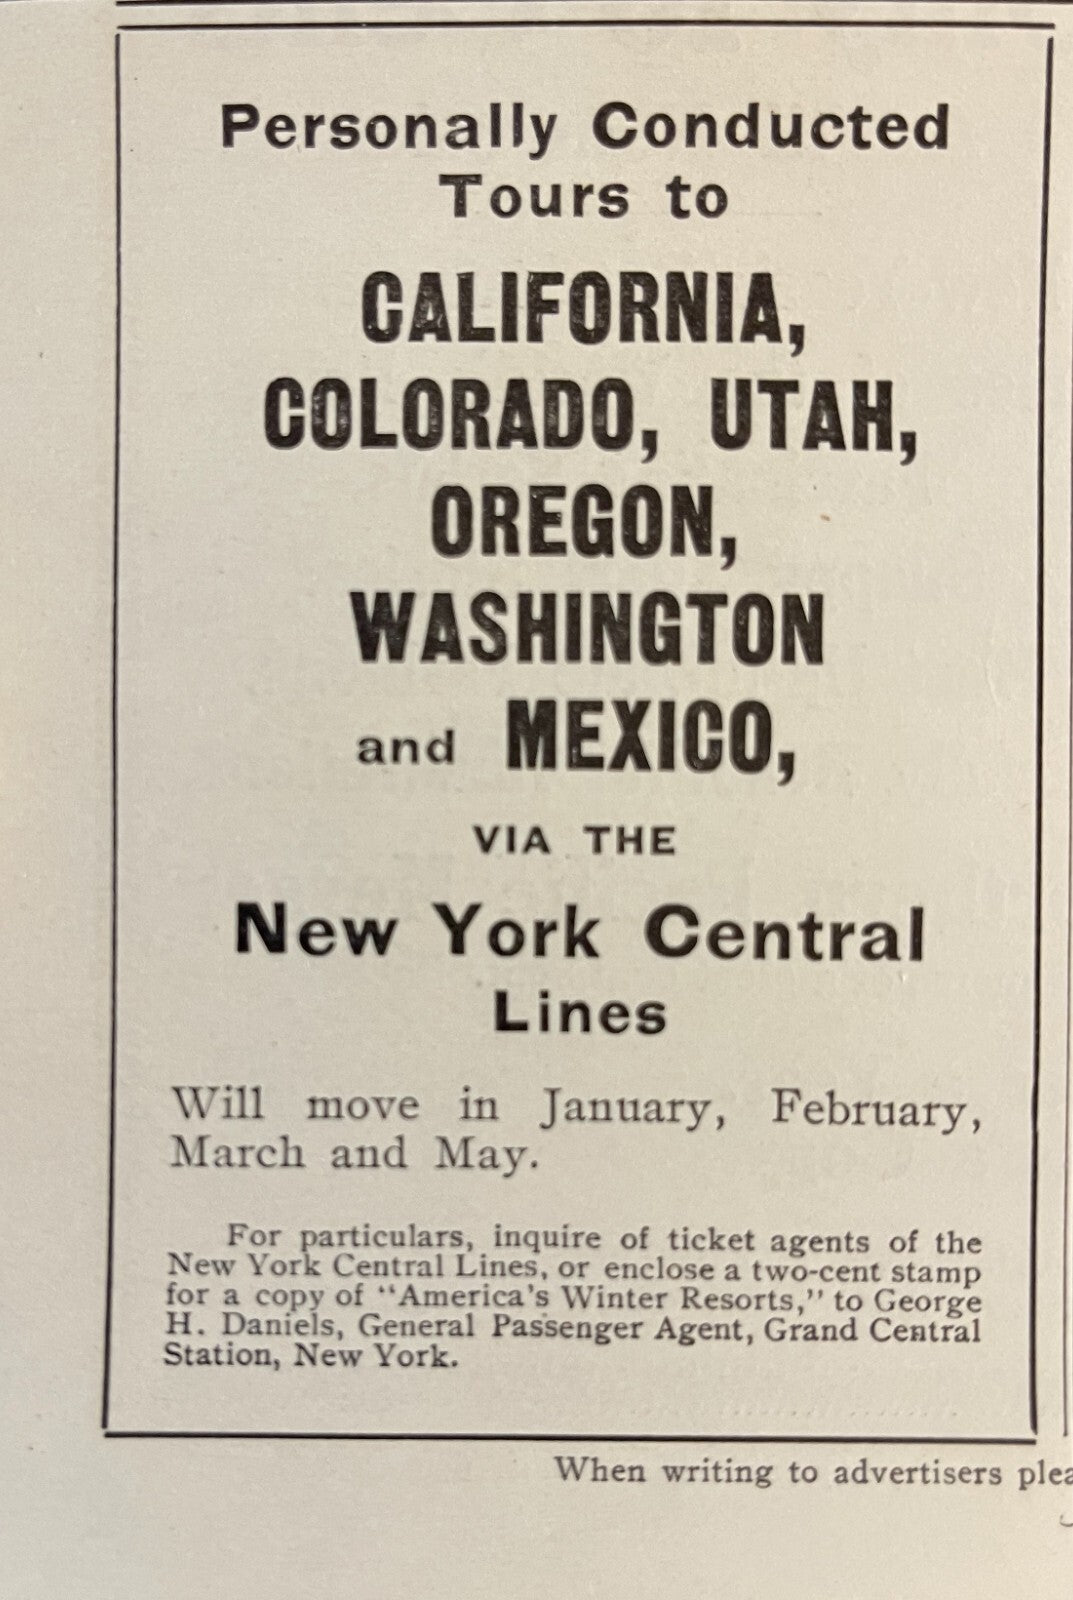 Personally Conducted
Tours to
CALIFORNIA,
COLORADO, UTAH,
OREGON,
WASHINGTON
and MEXICO,
VIA THE
New York Central
Lines
Will move in January, February,
March and May.
For particulars, inquire of ticket agents of the
New York Central Lines, or enclose a two-cent stamp
for a copy of "America's Winter Resorts," to George
H. Daniels, General Passenger Agent, Grand Central
Station, New York.
When writing to advertisers